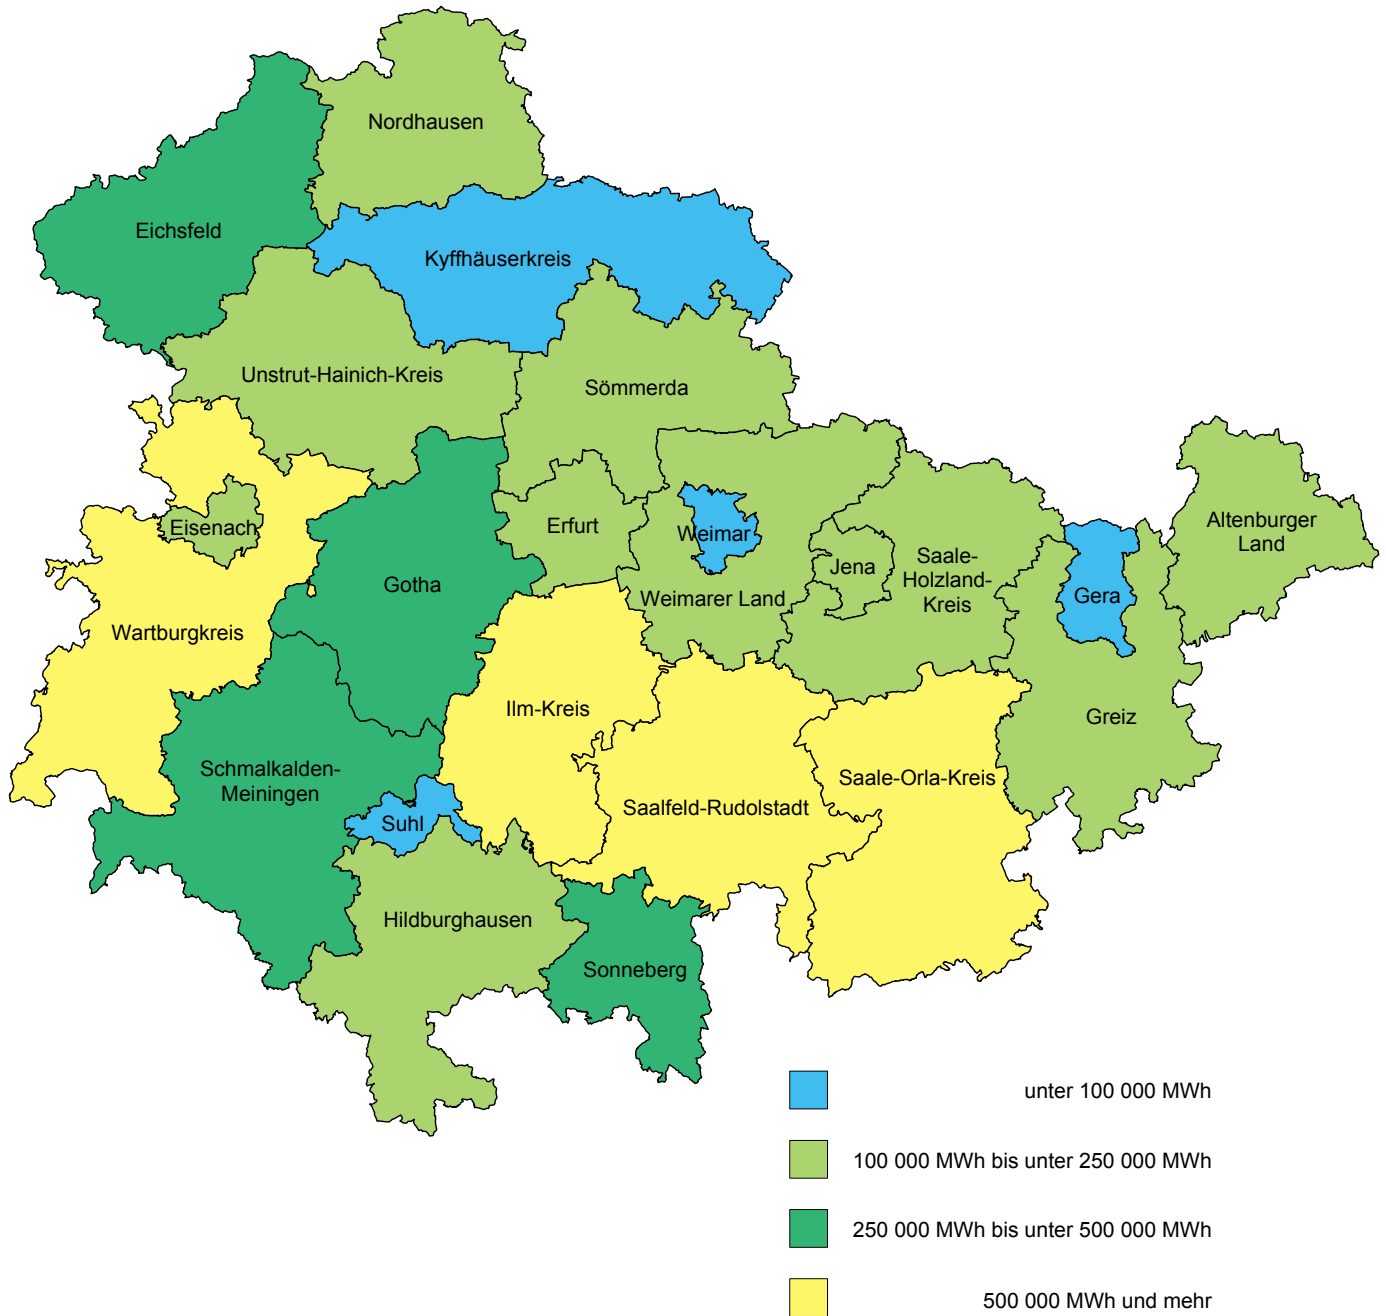 Nordhausen
Eichsfeld
Kyffhäuserkreis
Unstrut-Hainich-Kreis
Sömmerda
Eisenach
Erfurt
Weimar
Altenburger
Land
Gotha
Jena
Saale-
Holzland-
Kreis
Weimarer Land
Gera
Wartburgkreis
Ilm-Kreis
Greiz
Schmalkalden-
Meiningen
Saale-Orla-Kreis
Saalfeld-Rudolstadt
Suhl
Hildburghausen
Sonneberg
unter 100 000 MWh
100 000 MWh bis unter 250 000 MWh
250 000 MWh bis unter 500 000 MWh
500 000 MWh und mehr